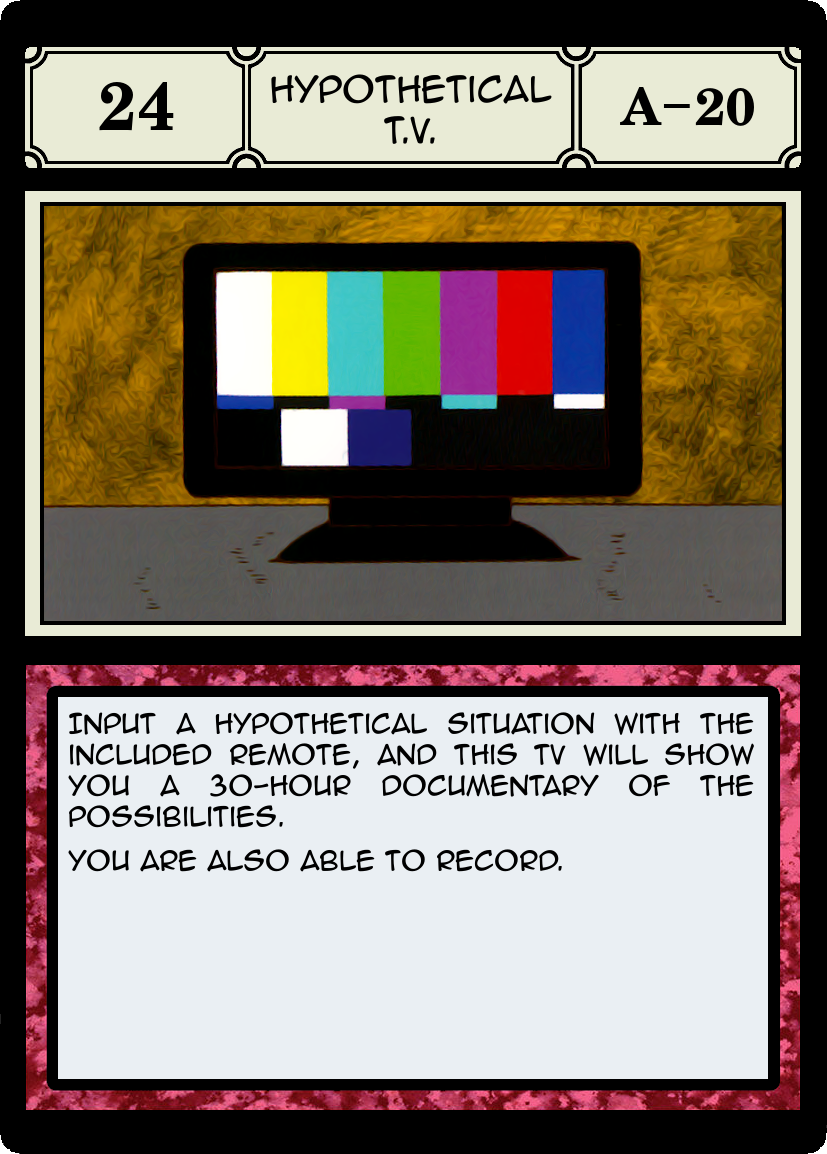 24
HYPOTHETICAL
T.V.
A-20
INPUT A HYPOTHETICAL SITUATION WITH THE
INCLUDED REMOTE, AND THIS TV WILL SHOW
YOU A 30-HOUR DOCUMENTARY OF THE
POSSIBILITIES.
YOU ARE ALSO ABLE TO RECORD.